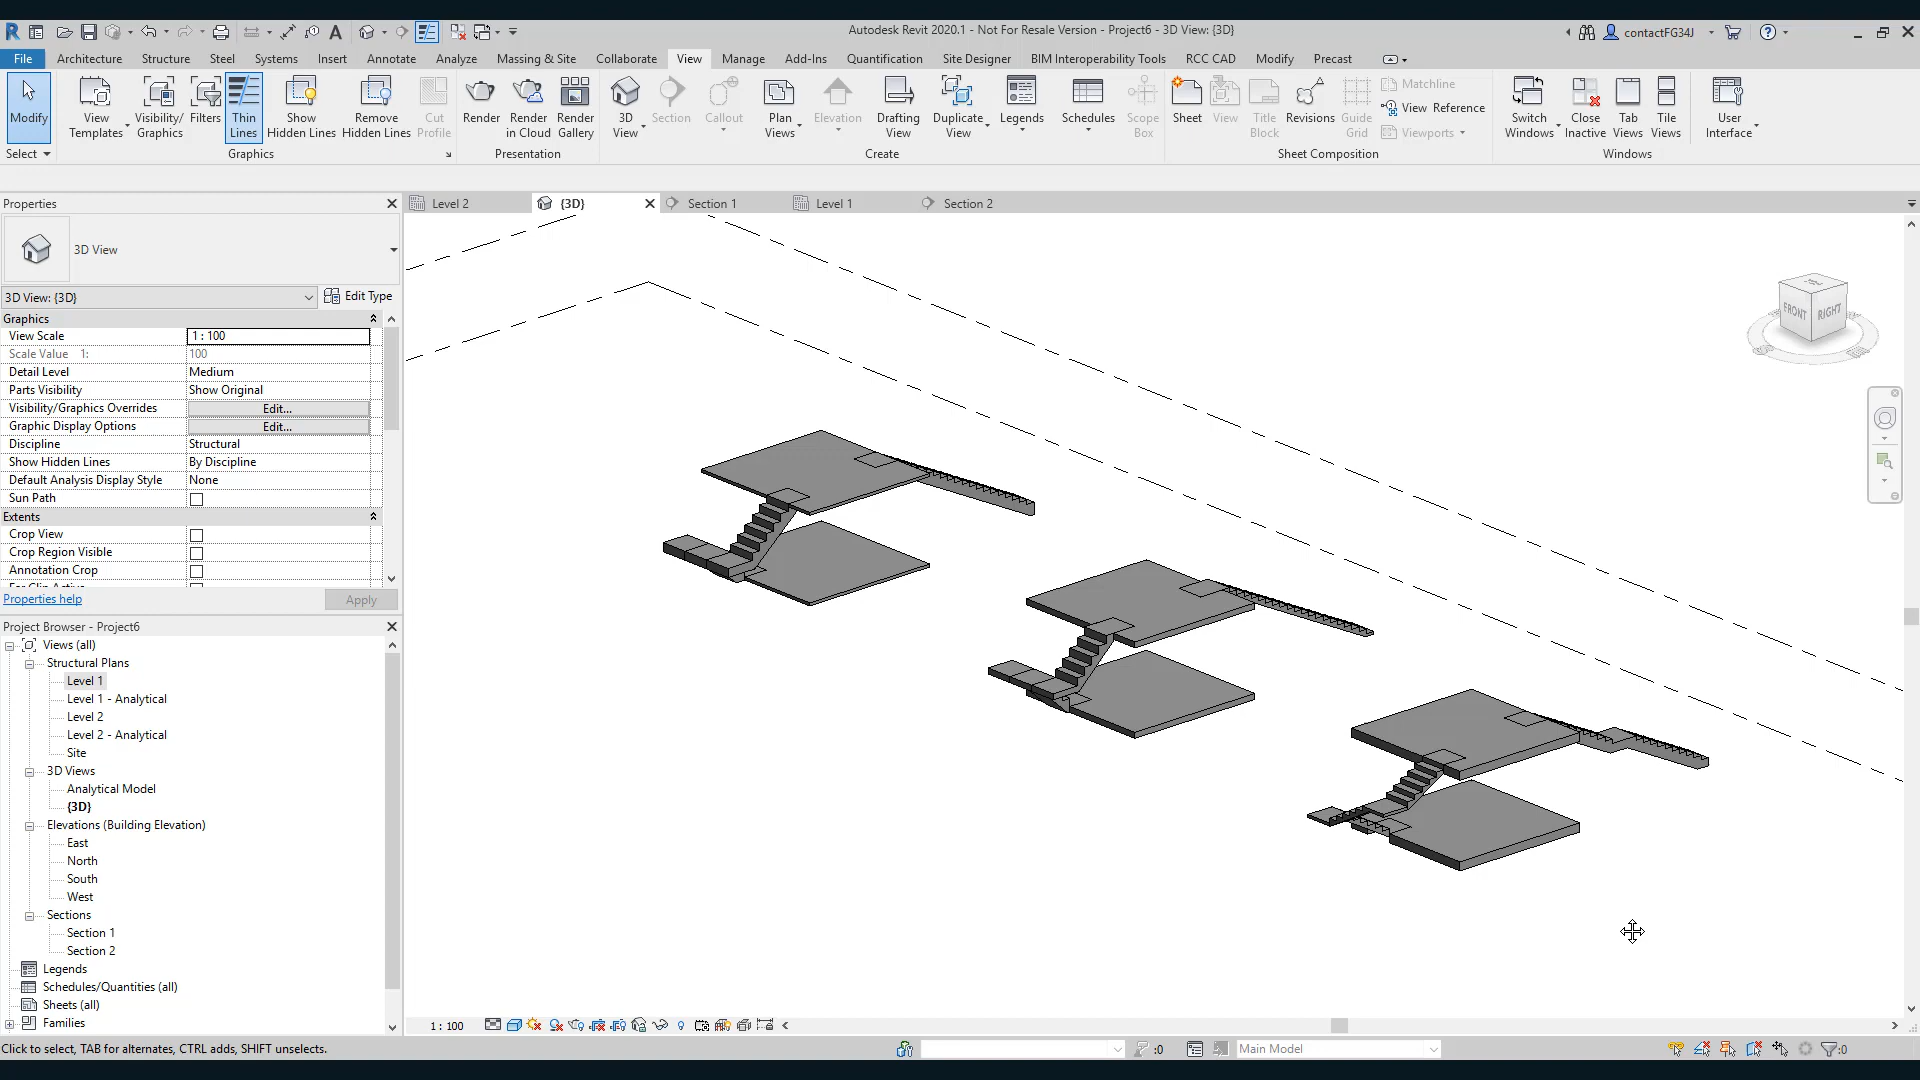 Autodesk Revit 2020.1 - Not For Resale Version - Project6 - 3D View: {3D}
contactFG34J
File Architecture Structure Steel Systems Insert Annotate Analyze Massing & Site Collaborate View Manage Add-Ins Quantification Site Designer BIM Interoperability Tools RCC CAD Modify Precast
Modify
View
Templates
Visibility/
Graphics
Filters
Thin
Lines
Show
Hidden Lines
Remove
Hidden Lines
Cut
Profile
Render
Render
in Cloud
Render
Gallery
3D
View
Section
Callout
Plan
Views
Elevation
Drafting
View
Duplicate
View
Legends
Schedules
Scope
Box
Sheet
View
Title
Block
Revisions
Guide
Grid
Matchline
View Reference
Viewports
Switch
Windows
Close
Inactive
Tab
Views
Tile
Views
User
Interface
Select
Graphics
Presentation
Create
Sheet Composition
Windows
Properties
Level 2
{3D}
Section 1
Level 1
Section 2
3D View
3D View: {3D}
Edit Type
Graphics
View Scale 1 : 100
Scale Value 1: 100
Detail Level Medium
Parts Visibility Show Original
Visibility/Graphics Overrides Edit...
Graphic Display Options Edit...
Discipline Structural
Show Hidden Lines By Discipline
Default Analysis Display Style None
Sun Path
Extents
Crop View
Crop Region Visible
Annotation Crop
Properties help
Apply
FRONT
RIGHT
Project Browser - Project6
Views (all)
Structural Plans
Level 1
Level 1 - Analytical
Level 2
Level 2 - Analytical
Site
3D Views
Analytical Model
{3D}
Elevations (Building Elevation)
East
North
South
West
Sections
Section 1
Section 2
Legends
Schedules/Quantities (all)
Sheets (all)
Families
1 : 100
Click to select, TAB for alternates, CTRL adds, SHIFT unselects.
:0
Main Model
:0